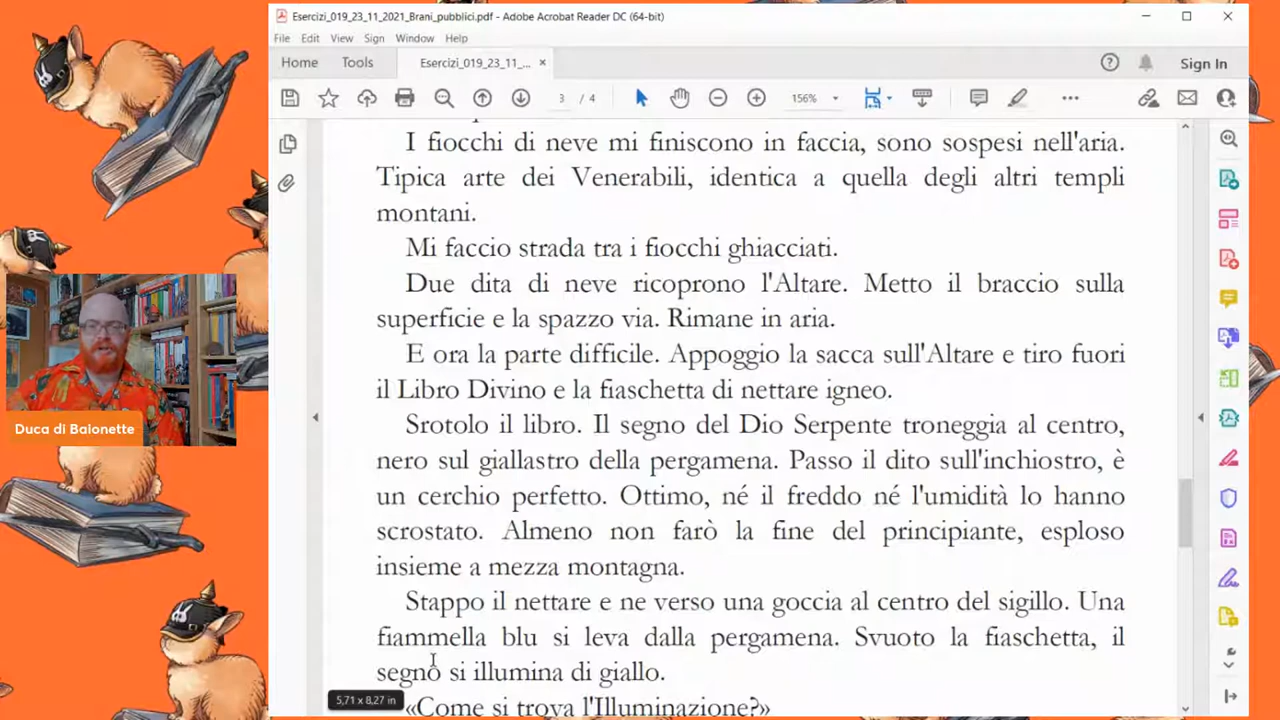 Esercizi_019_23_11_2021_Brani_pubblici.pdf - Adobe Acrobat Reader DC (64-bit)
File Edit View Sign Window Help
Home Tools Esercizi_019_23_11_... × Sign In
3 / 4 156%
I fiocchi di neve mi finiscono in faccia, sono sospesi nell'aria.
Tipica arte dei Venerabili, identica a quella degli altri templi
montani.
Mi faccio strada tra i fiocchi ghiacciati.
Due dita di neve ricoprono l'Altare. Metto il braccio sulla
superficie e la spazzo via. Rimane in aria.
E ora la parte difficile. Appoggio la sacca sull'Altare e tiro fuori
il Libro Divino e la fiaschetta di nettare igneo.
Srotolo il libro. Il segno del Dio Serpente troneggia al centro,
nero sul giallastro della pergamena. Passo il dito sull'inchiostro, è
un cerchio perfetto. Ottimo, né il freddo né l'umidità lo hanno
scrostato. Almeno non farò la fine del principiante, esploso
insieme a mezza montagna.
Stappo il nettare e ne verso una goccia al centro del sigillo. Una
fiammella blu si leva dalla pergamena. Svuoto la fiaschetta, il
segno si illumina di giallo.
«Come si trova l'Illuminazione?»
5,71 x 8,27 in
Duca di Baionette